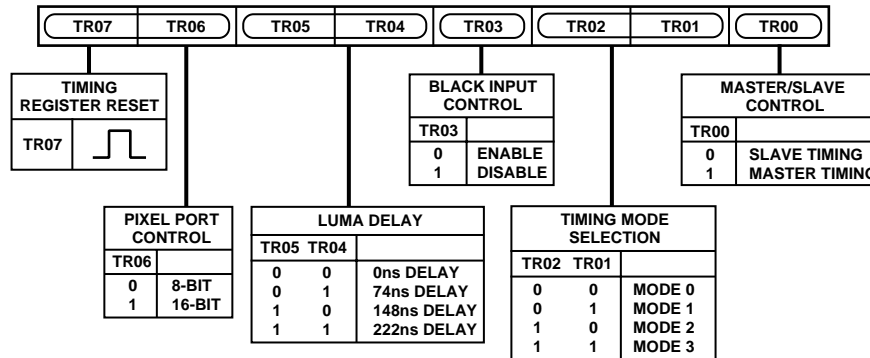 TR07 TR06 TR05 TR04 TR03 TR02 TR01 TR00
TIMING
REGISTER RESET
TR07
BLACK INPUT
CONTROL
TR03
0 ENABLE
1 DISABLE
MASTER/SLAVE
CONTROL
TR00
0 SLAVE TIMING
1 MASTER TIMING
PIXEL PORT
CONTROL
TR06
0 8-BIT
1 16-BIT
LUMA DELAY
TR05 TR04
0 0 0ns DELAY
0 1 74ns DELAY
1 0 148ns DELAY
1 1 222ns DELAY
TIMING MODE
SELECTION
TR02 TR01
0 0 MODE 0
0 1 MODE 1
1 0 MODE 2
1 1 MODE 3